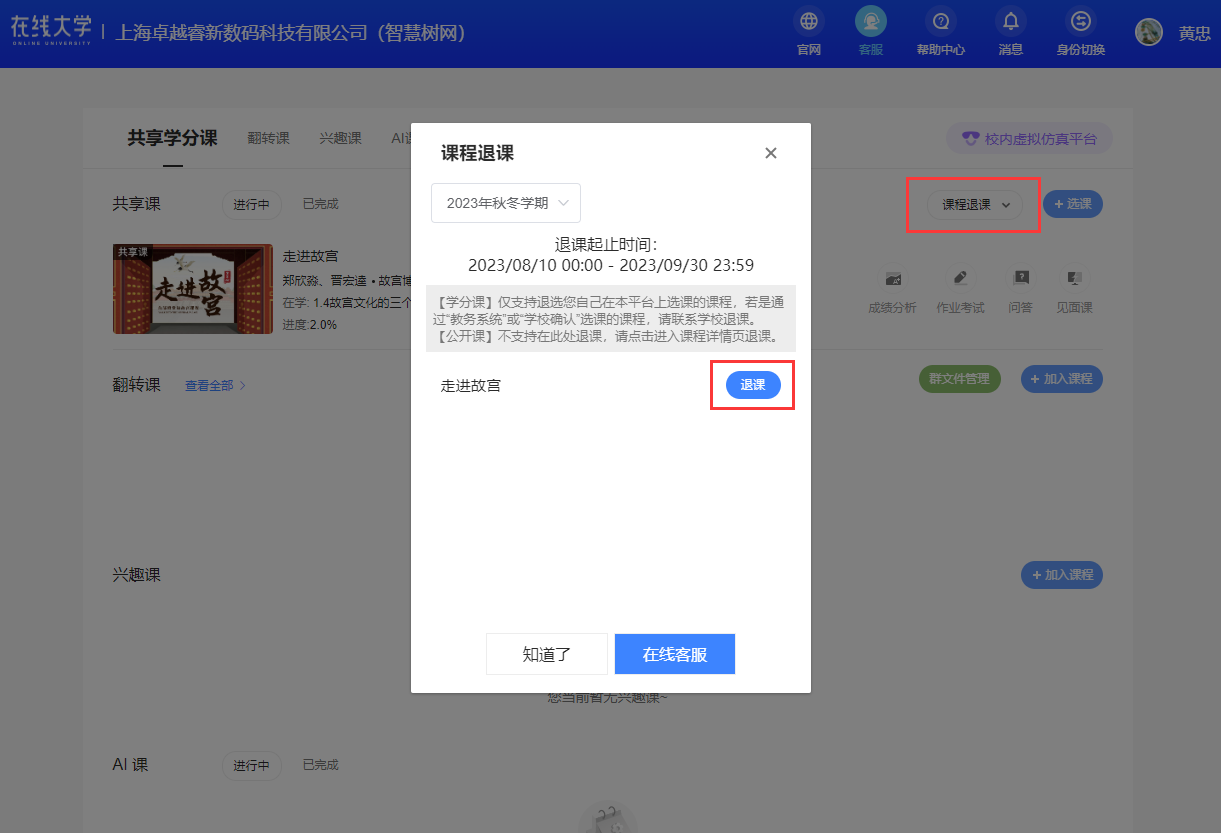 在线大学
ONLINE UNIVERSITY
上海卓越睿新数码科技有限公司（智慧树网）
官网
客服
帮助中心
消息
身份切换
黄忠
共享学分课
翻转课
兴趣课
校内虚拟仿真平台
共享课
进行中
已完成
课程退课
+ 选课
共享课
走进故宫
走进故宫
郑欣淼、晋宏逵・故宫博
在学: 1.4故宫文化的三个
进度:2.0%
成绩分析
作业考试
问答
见面课
翻转课
查看全部 >
群文件管理
+ 加入课程
兴趣课
+ 加入课程
您当前暂无兴趣课~
AI 课
进行中
已完成
课程退课
2023年秋冬学期
退课起止时间：
2023/08/10 00:00 - 2023/09/30 23:59
【学分课】仅支持退选您自己在本平台上选课的课程，若是通
过“教务系统”或“学校确认”选课的课程，请联系学校退课。
【公开课】不支持在此处退课，请点击进入课程详情页退课。
走进故宫
退课
知道了
在线客服